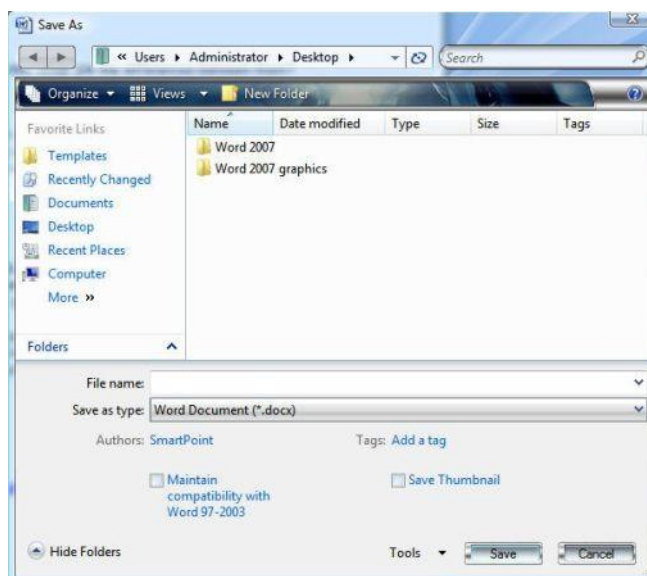 Save As
« Users ▸ Administrator ▸ Desktop ▸
Search
Organize
Views
New Folder
Favorite Links
Templates
Recently Changed
Documents
Desktop
Recent Places
Computer
More »
Folders
Name
Date modified
Type
Size
Tags
Word 2007
Word 2007 graphics
File name:
Save as type: Word Document (*.docx)
Authors: SmartPoint
Tags: Add a tag
Maintain
compatibility with
Word 97-2003
Save Thumbnail
Hide Folders
Tools
Save
Cancel